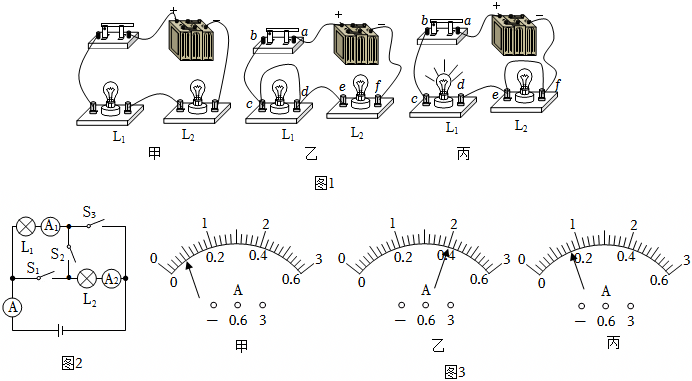 + − b a + − b a + −
c d e f c d e f
L₁ L₂ L₁ L₂ L₁ L₂
甲 乙 丙
图1
L₁ A₁ S₃
S₂
S₁ L₂ A₂
A
图2
0 1 2 3
0 0.2 0.4 0.6
A
− 0.6 3
甲
0 1 2 3
0 0.2 0.4 0.6
A
− 0.6 3
乙
0 1 2 3
0 0.2 0.4 0.6
A
− 0.6 3
丙
图3